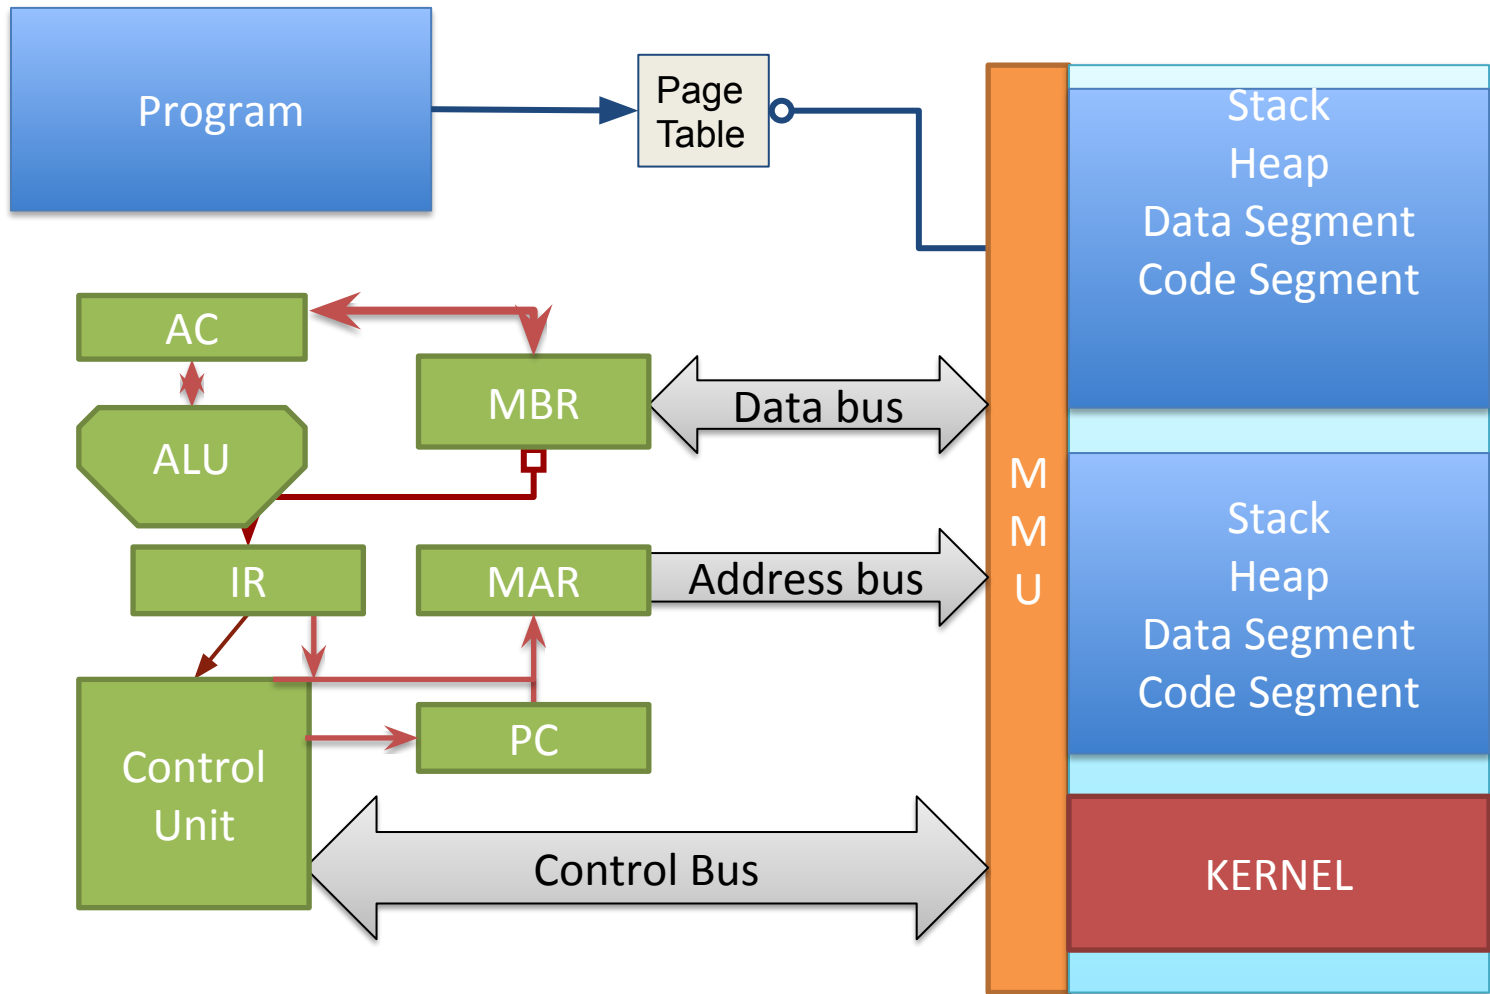 Program
Page
Table
Stack
Heap
Data Segment
Code Segment
AC
MBR
Data bus
ALU
M
M
U
IR
MAR
Address bus
Stack
Heap
Data Segment
Code Segment
Control
Unit
PC
Control Bus
KERNEL